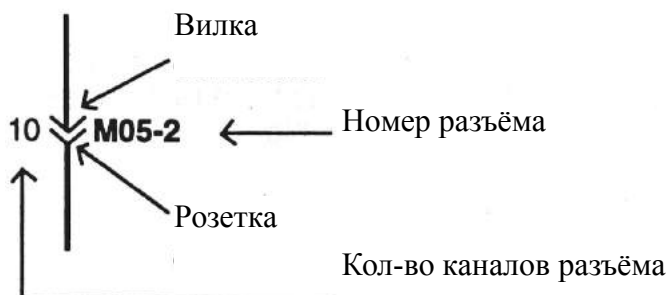 Вилка
10 M05-2
Номер разъёма
Розетка
Кол-во каналов разъёма